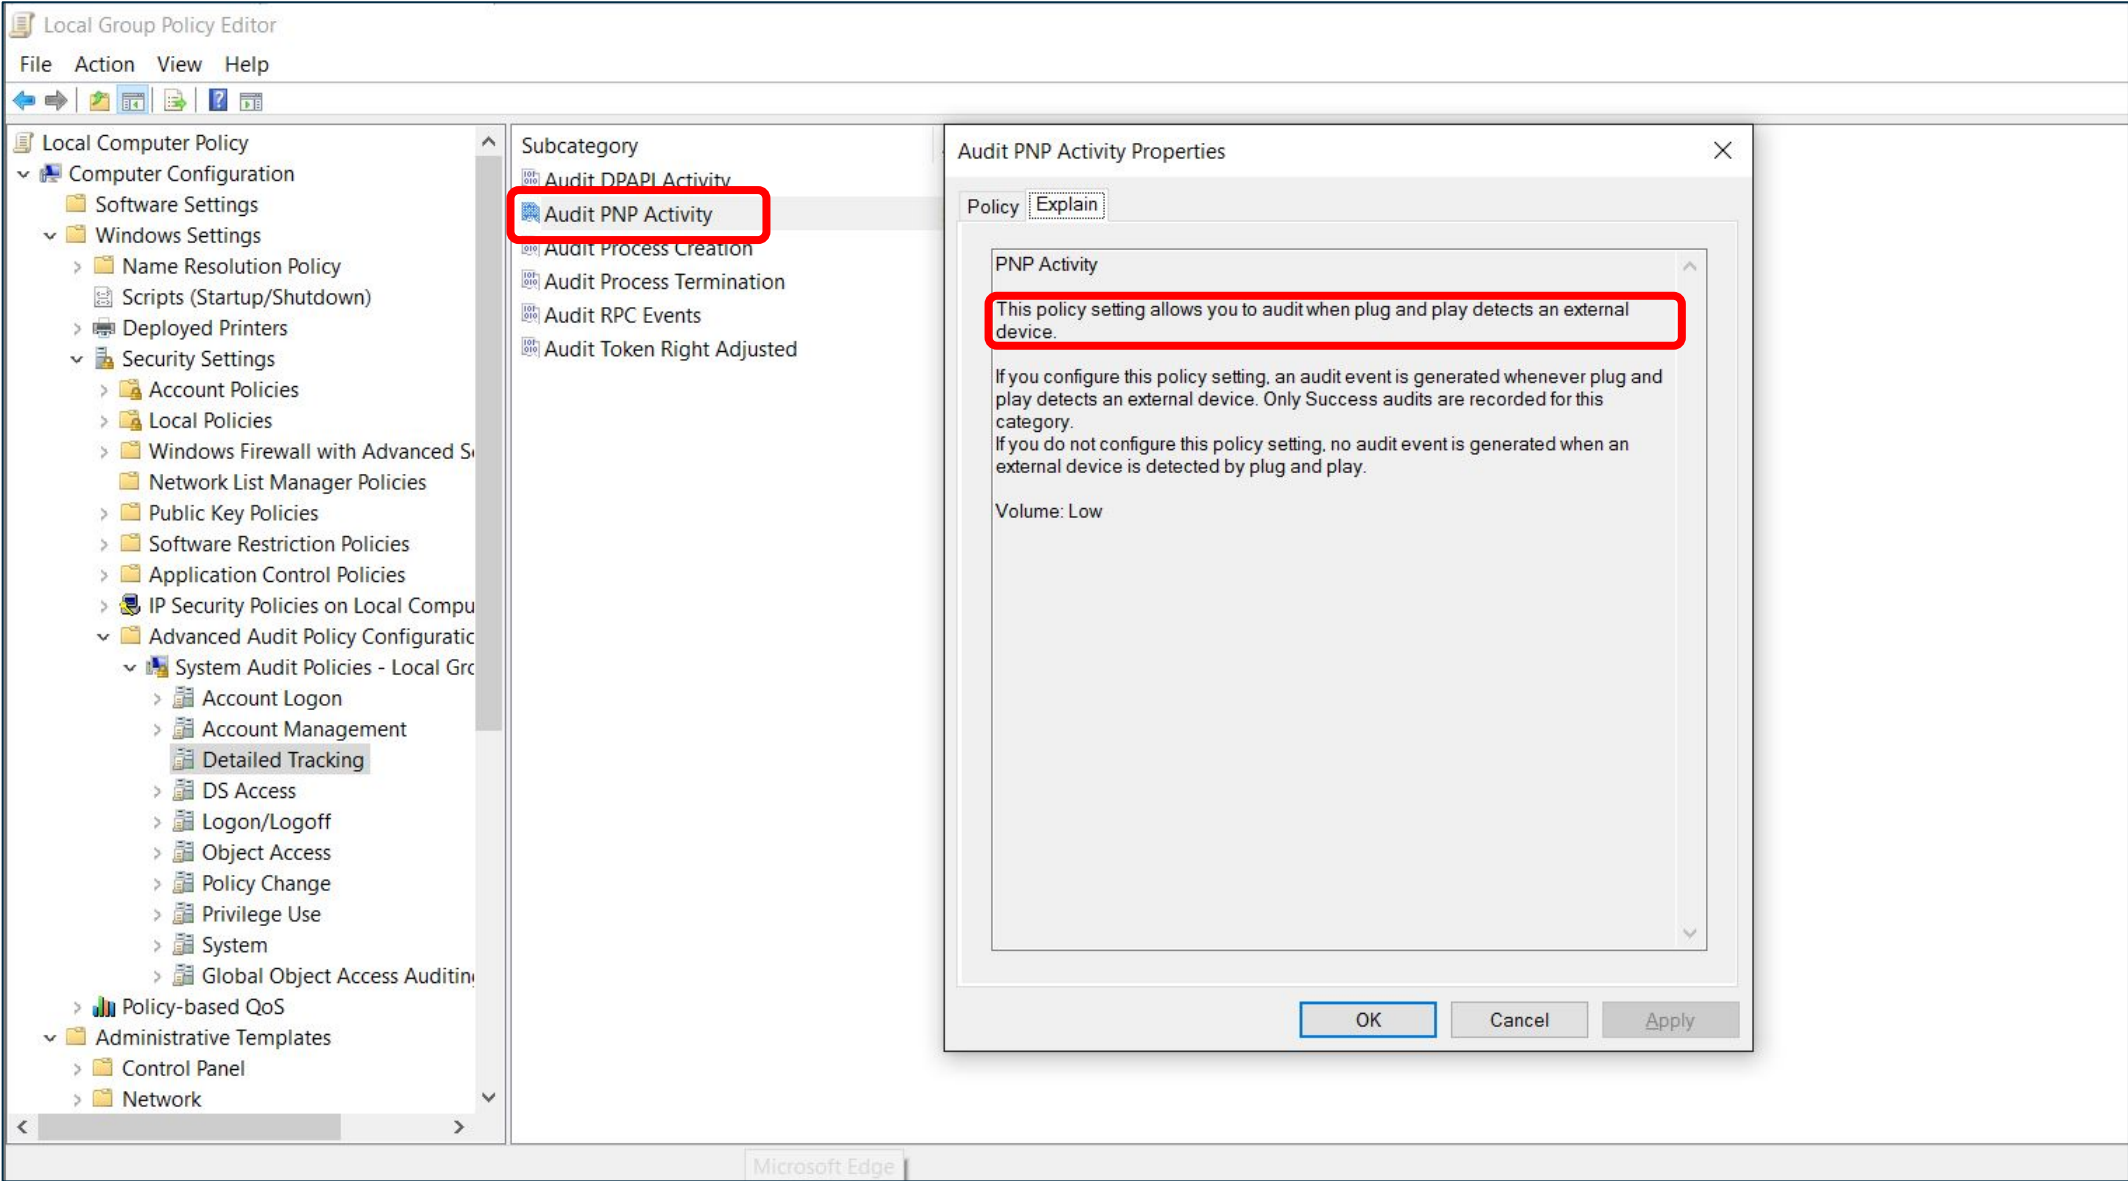 Local Group Policy Editor
File Action View Help
Local Computer Policy
Computer Configuration
Software Settings
Windows Settings
Name Resolution Policy
Scripts (Startup/Shutdown)
Deployed Printers
Security Settings
Account Policies
Local Policies
Windows Firewall with Advanced S
Network List Manager Policies
Public Key Policies
Software Restriction Policies
Application Control Policies
IP Security Policies on Local Compu
Advanced Audit Policy Configuratic
System Audit Policies - Local Grc
Account Logon
Account Management
Detailed Tracking
DS Access
Logon/Logoff
Object Access
Policy Change
Privilege Use
System
Global Object Access Auditin
Policy-based QoS
Administrative Templates
Control Panel
Network
Subcategory
Audit DPAPI Activity
Audit PNP Activity
Audit Process Creation
Audit Process Termination
Audit RPC Events
Audit Token Right Adjusted
Audit PNP Activity Properties
Policy Explain
PNP Activity
This policy setting allows you to audit when plug and play detects an external
device.
If you configure this policy setting, an audit event is generated whenever plug and
play detects an external device. Only Success audits are recorded for this
category.
If you do not configure this policy setting, no audit event is generated when an
external device is detected by plug and play.
Volume: Low
OK Cancel Apply
Microsoft Edge